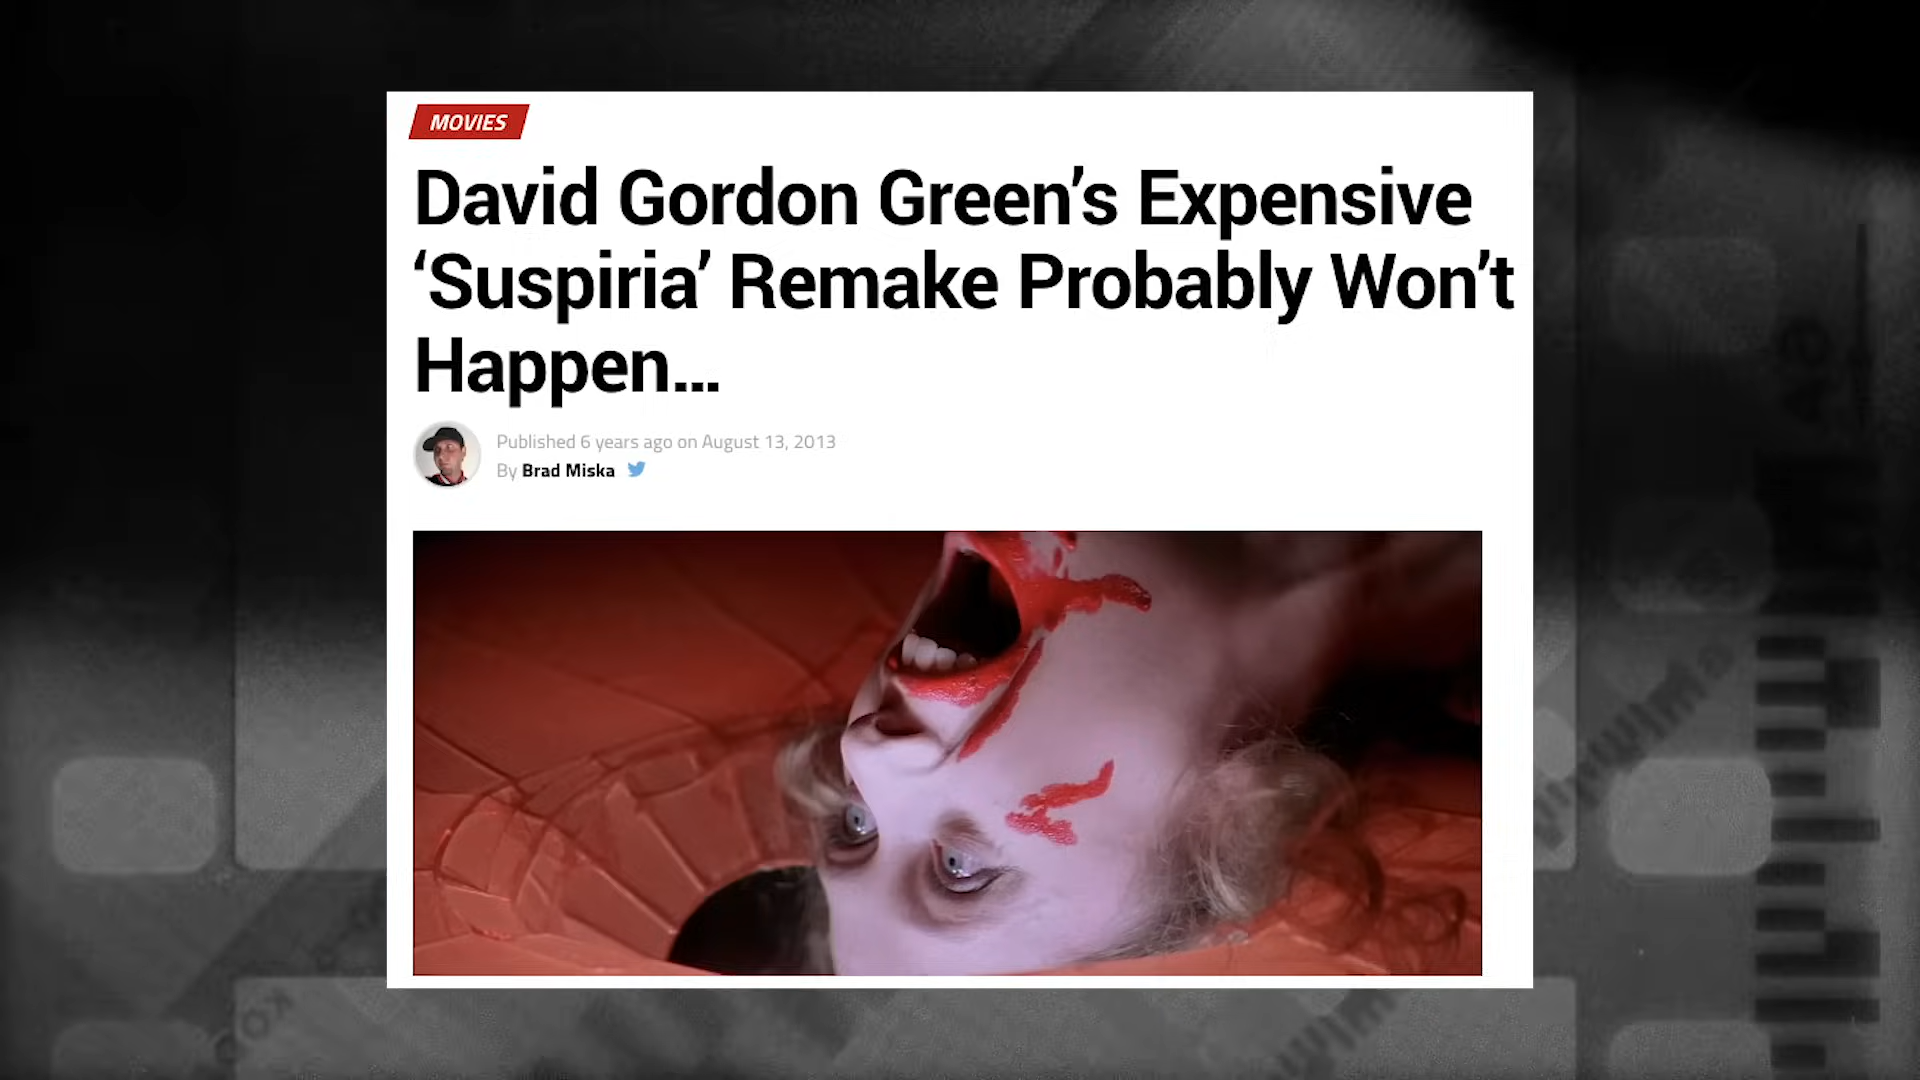 MOVIES
David Gordon Green’s Expensive
‘Suspiria’ Remake Probably Won’t
Happen...
Published 6 years ago on August 13, 2013
By Brad Miska